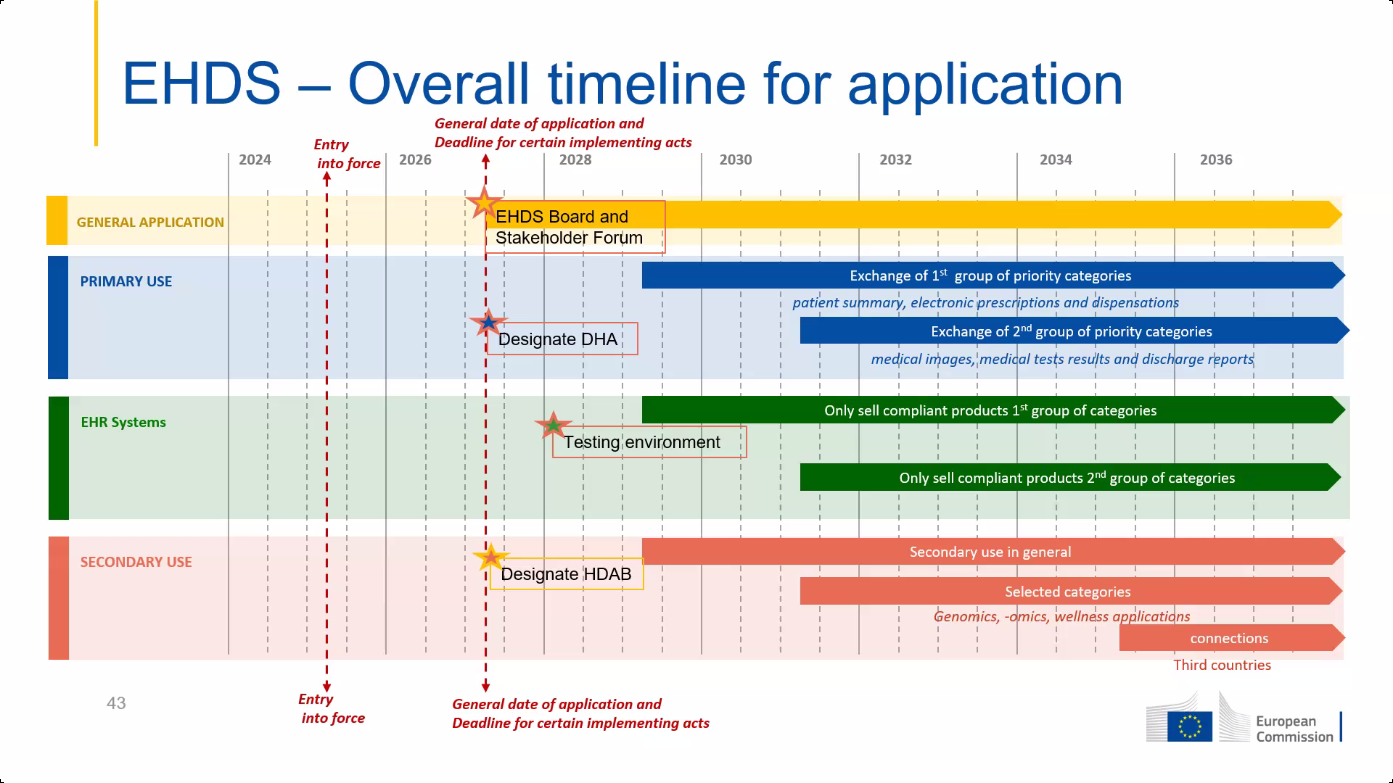 EHDS – Overall timeline for application
General date of application and
Deadline for certain implementing acts
Entry
into force
2024
2026
2028
2030
2032
2034
2036
GENERAL APPLICATION
EHDS Board and
Stakeholder Forum
PRIMARY USE
Exchange of 1st group of priority categories
patient summary, electronic prescriptions and dispensations
Exchange of 2nd group of priority categories
Designate DHA
medical images, medical tests results and discharge reports
EHR Systems
Only sell compliant products 1st group of categories
Testing environment
Only sell compliant products 2nd group of categories
SECONDARY USE
Secondary use in general
Designate HDAB
Selected categories
Genomics, -omics, wellness applications
connections
Third countries
Entry
into force
General date of application and
Deadline for certain implementing acts
43
European
Commission